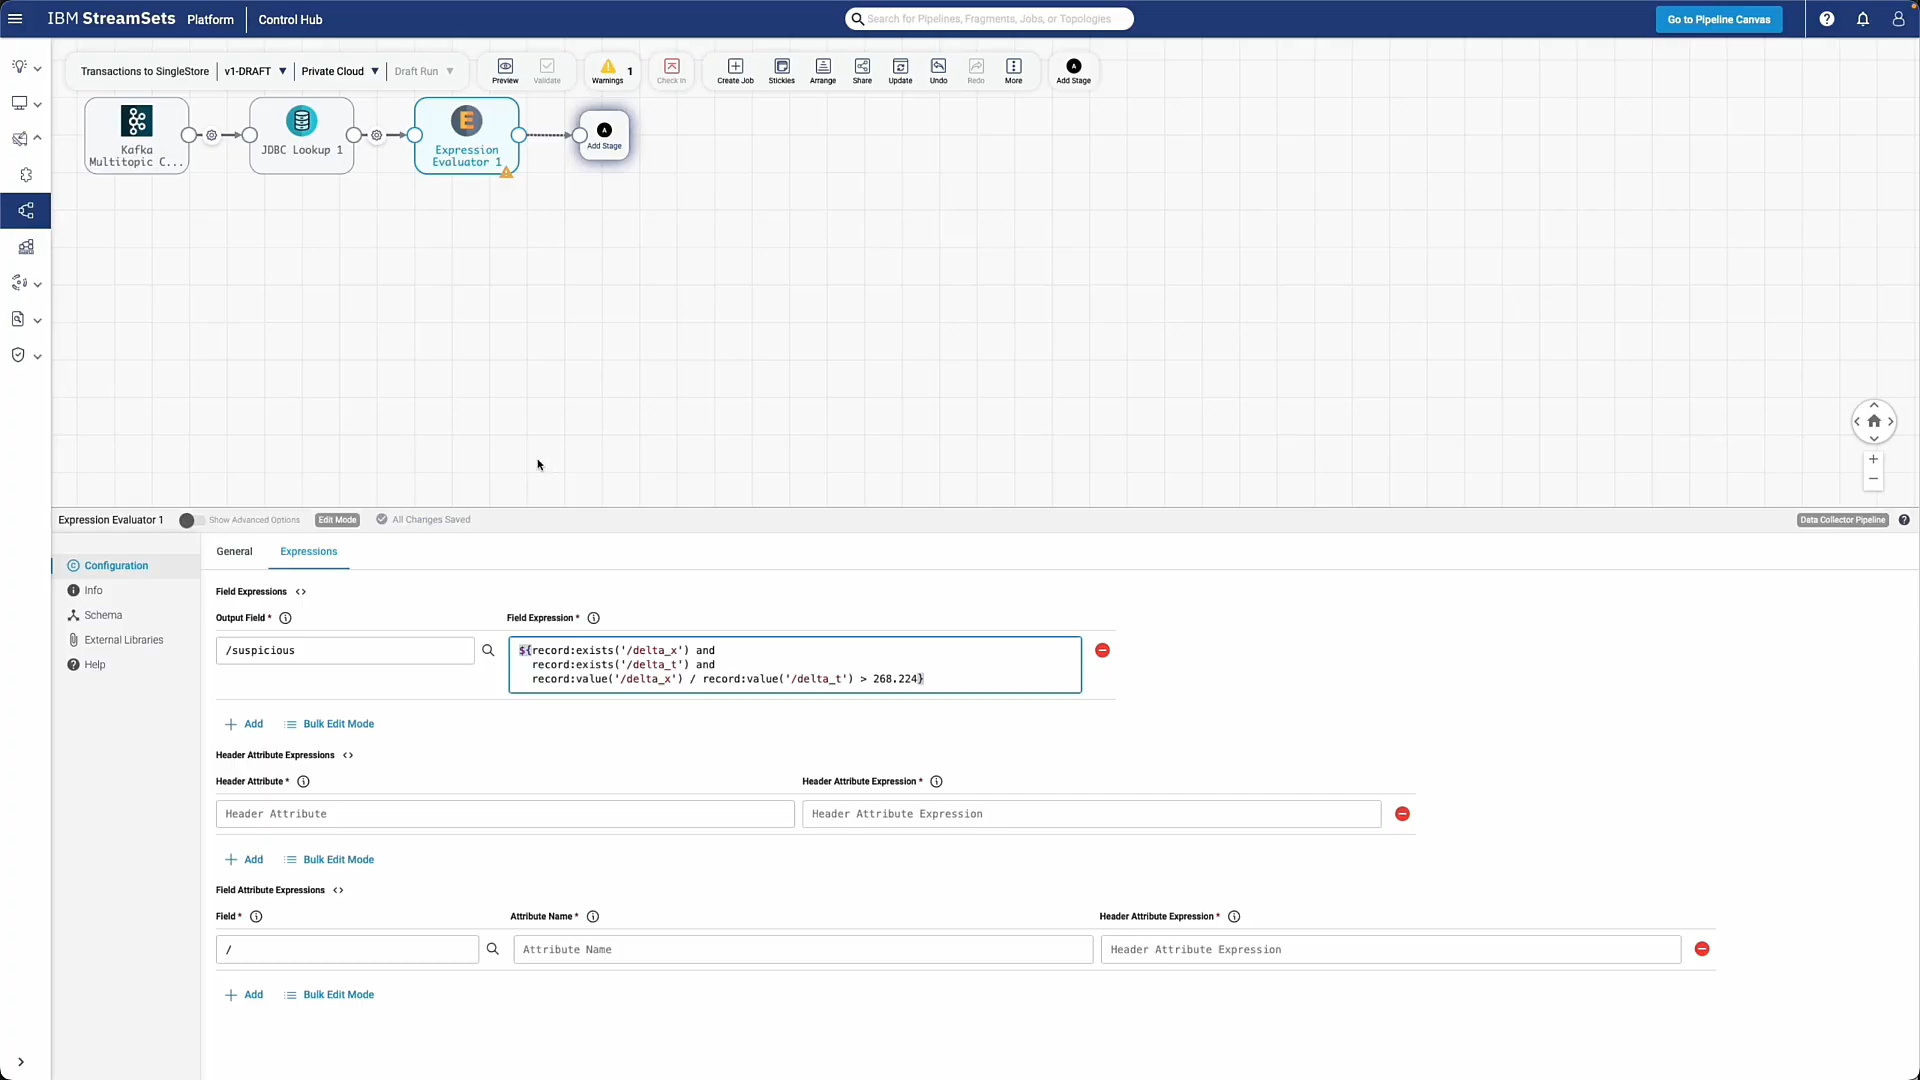 IBM StreamSets Platform Control Hub
Search for Pipelines, Fragments, Jobs, or Topologies
Go to Pipeline Canvas
Transactions to SingleStore v1-DRAFT Private Cloud Draft Run
Preview Validate Warnings 1 Check In Create Job Stickies Arrange Share Update Undo Redo More Add Stage
Kafka
Multitopic C...
JDBC Lookup 1
Expression
Evaluator 1
Add Stage
Expression Evaluator 1 Show Advanced Options Edit Mode All Changes Saved Data Collector Pipeline
Configuration
Info
Schema
External Libraries
Help
General Expressions
Field Expressions
Output Field * Field Expression *
/suspicious
${record:exists('/delta_x') and
record:exists('/delta_t') and
record:value('/delta_x') / record:value('/delta_t') > 268.224}
Add Bulk Edit Mode
Header Attribute Expressions
Header Attribute * Header Attribute Expression *
Header Attribute Header Attribute Expression
Add Bulk Edit Mode
Field Attribute Expressions
Field * Attribute Name * Header Attribute Expression *
/ Attribute Name Header Attribute Expression
Add Bulk Edit Mode